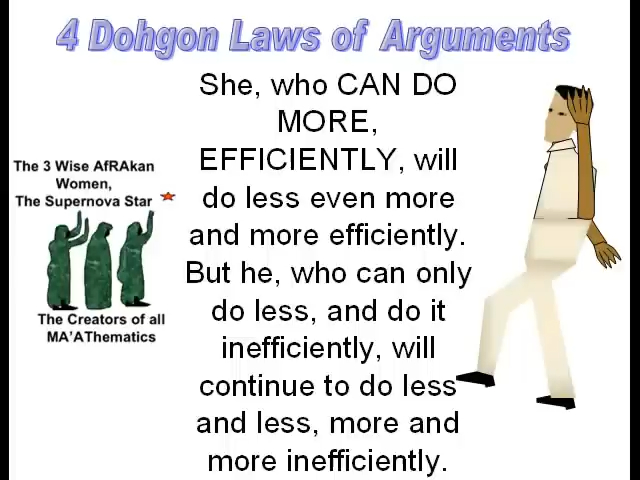 4 Dohgon Laws of Arguments
She, who CAN DO
MORE,
EFFICIENTLY, will
do less even more
and more efficiently.
But he, who can only
do less, and do it
inefficiently, will
continue to do less
and less, more and
more inefficiently.
The 3 Wise AfRAkan
Women,
The Supernova Star
The Creators of all
MA'AThematics